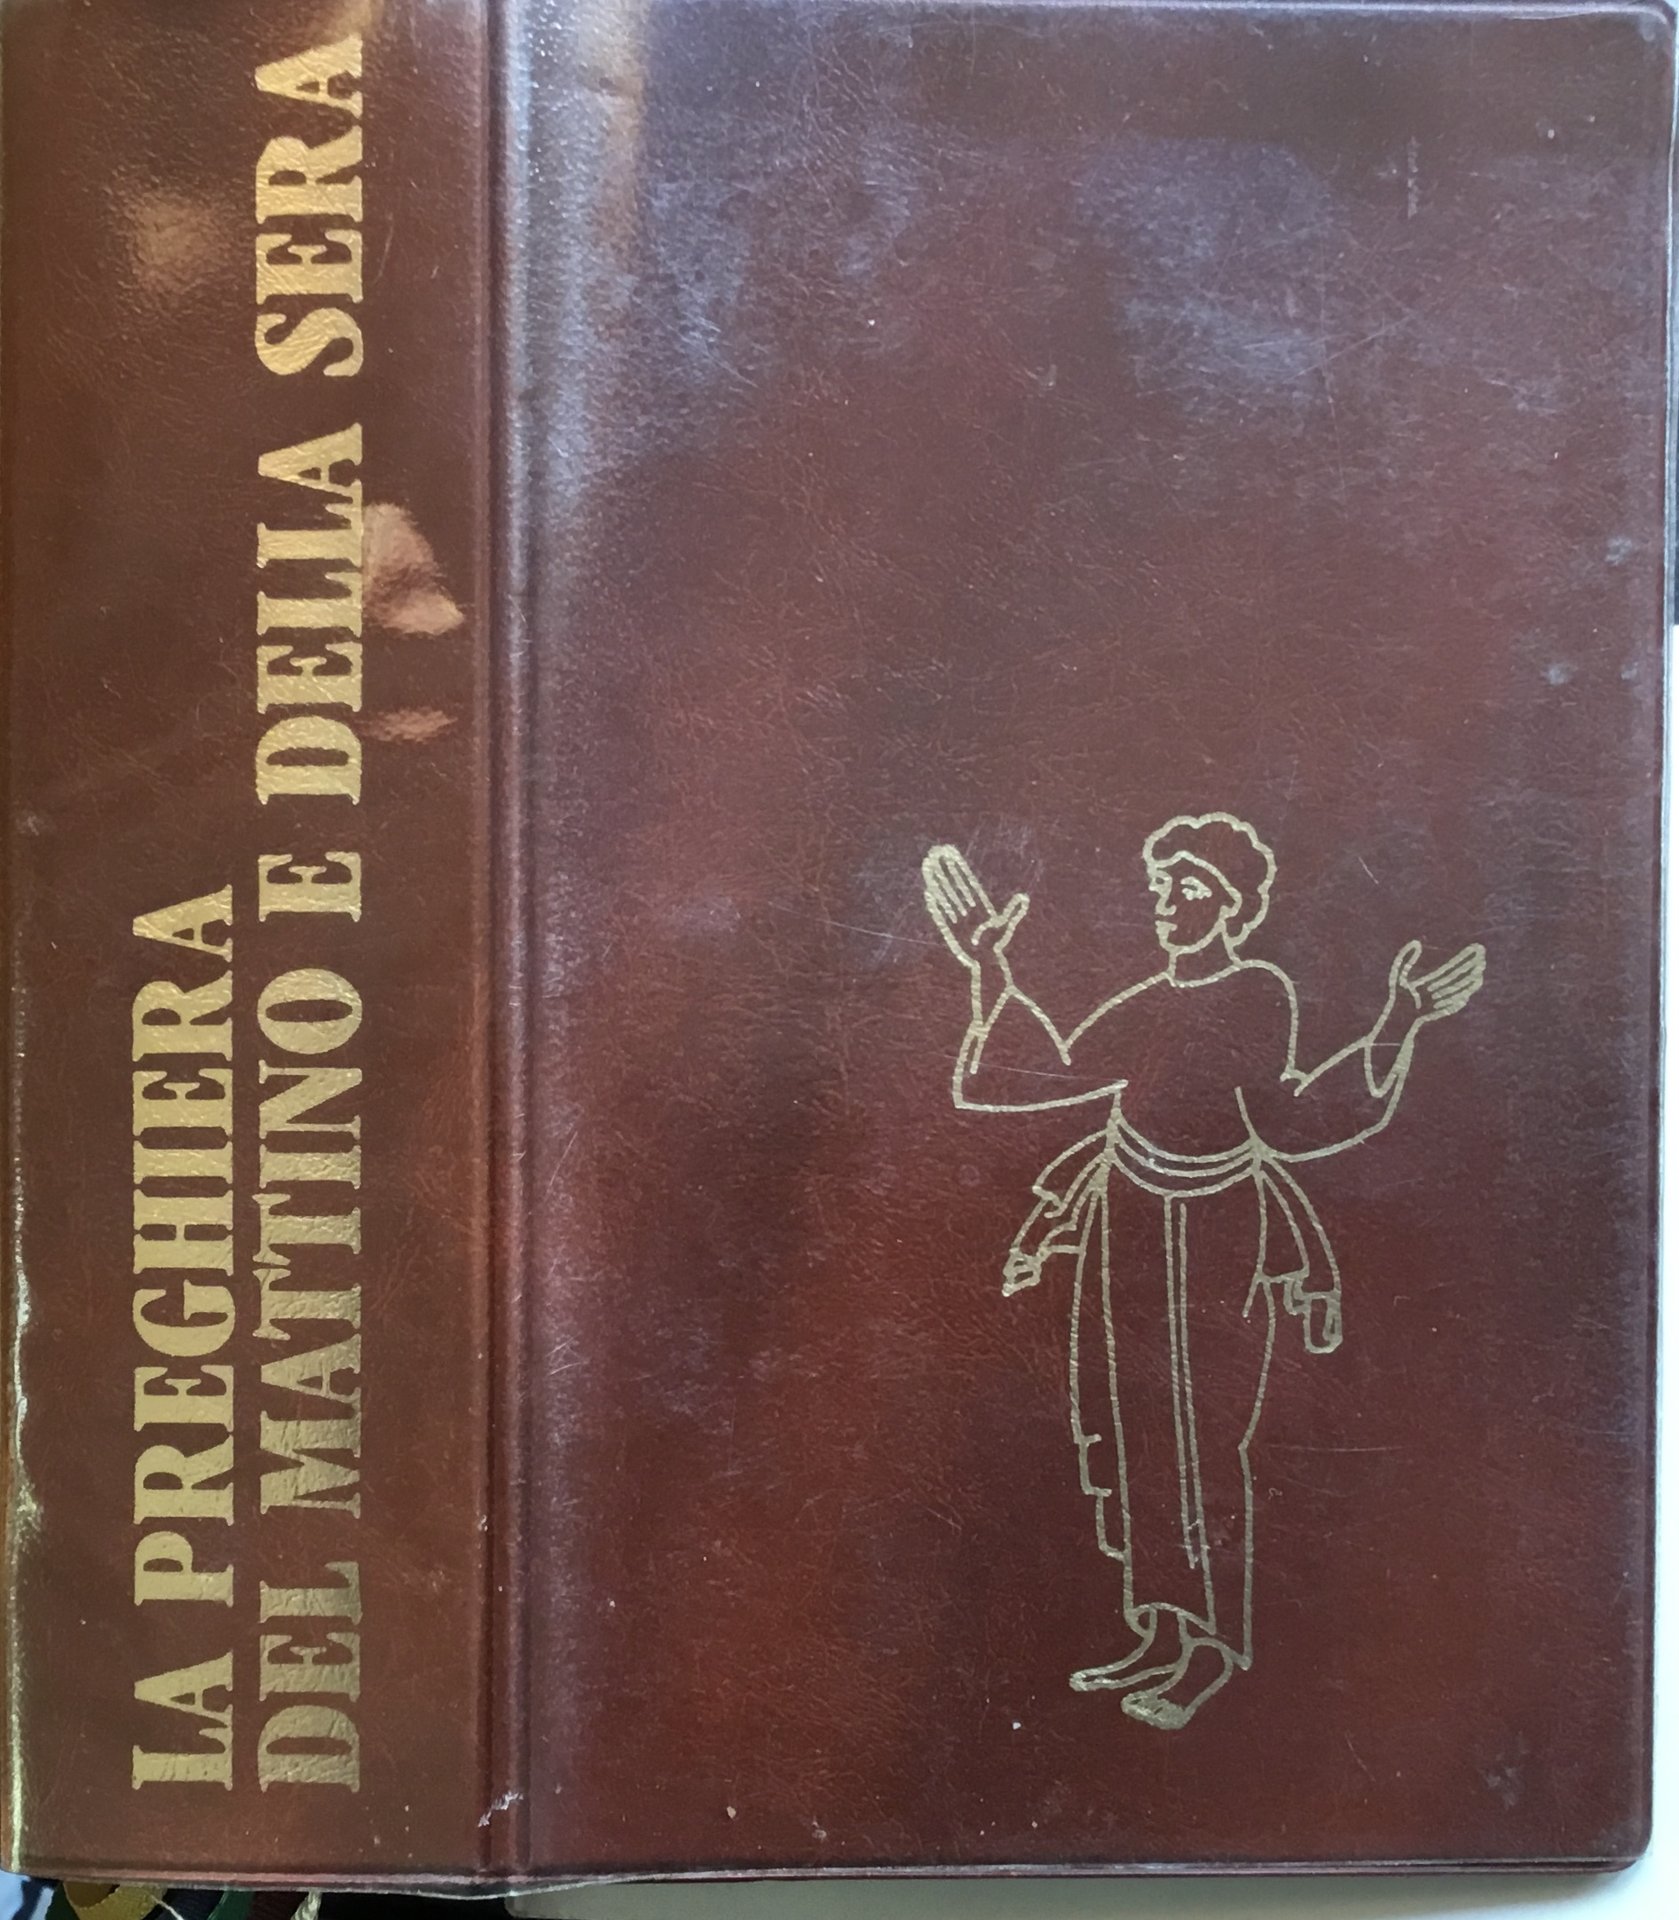 LA PREGHIERA
DEL MATTINO E DELLA SERA